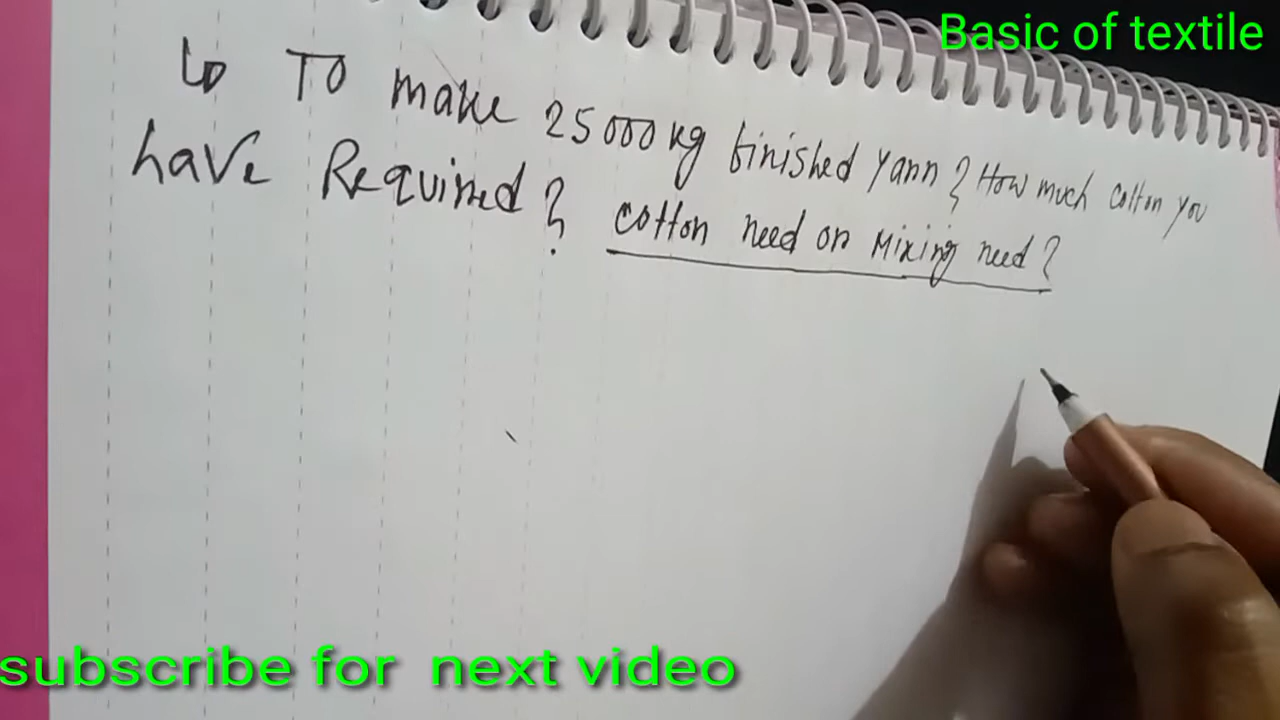 Basic of textile
To make 25000 kg finished yarn? How much cotton you
have Required? cotton need or Mixing need?
subscribe for next video